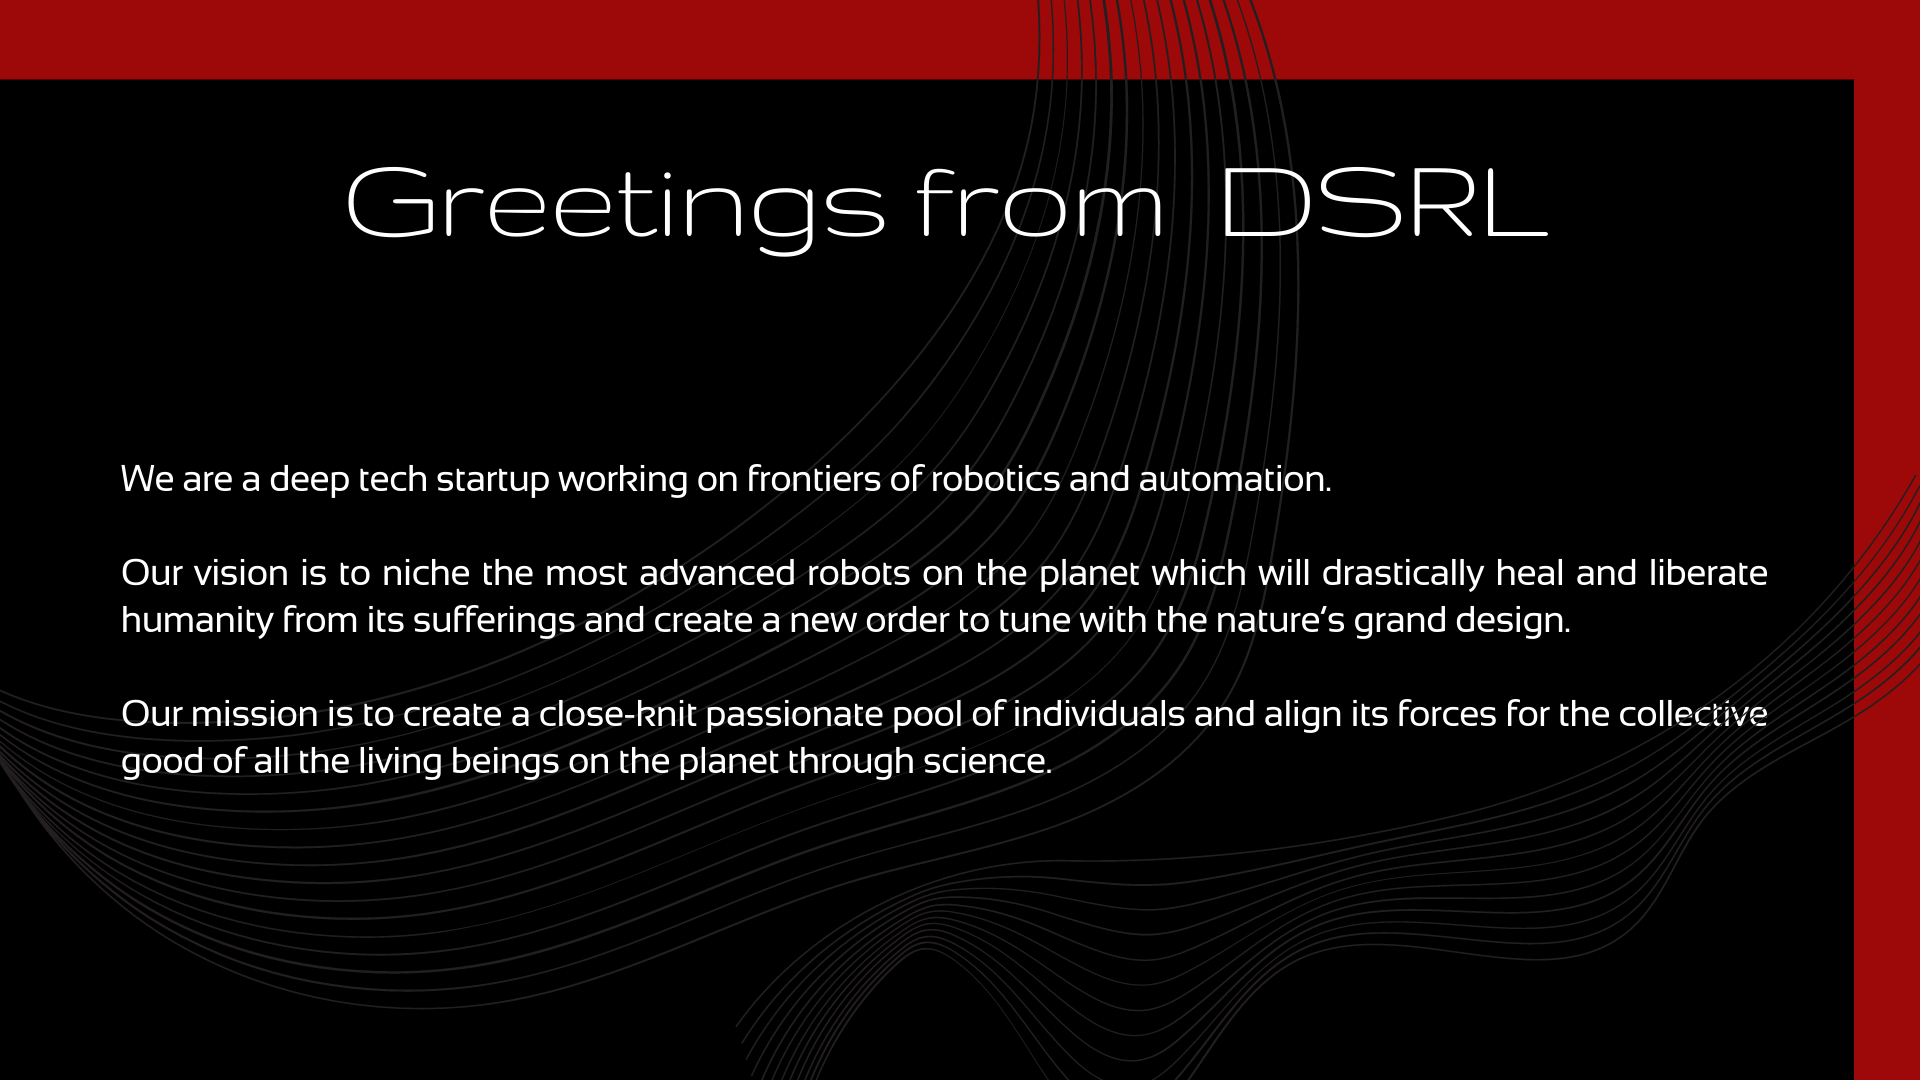 Greetings from DSRL
We are a deep tech startup working on frontiers of robotics and automation.
Our vision is to niche the most advanced robots on the planet which will drastically heal and liberate
humanity from its sufferings and create a new order to tune with the nature's grand design.
Our mission is to create a close-knit passionate pool of individuals and align its forces for the collective
good of all the living beings on the planet through science.